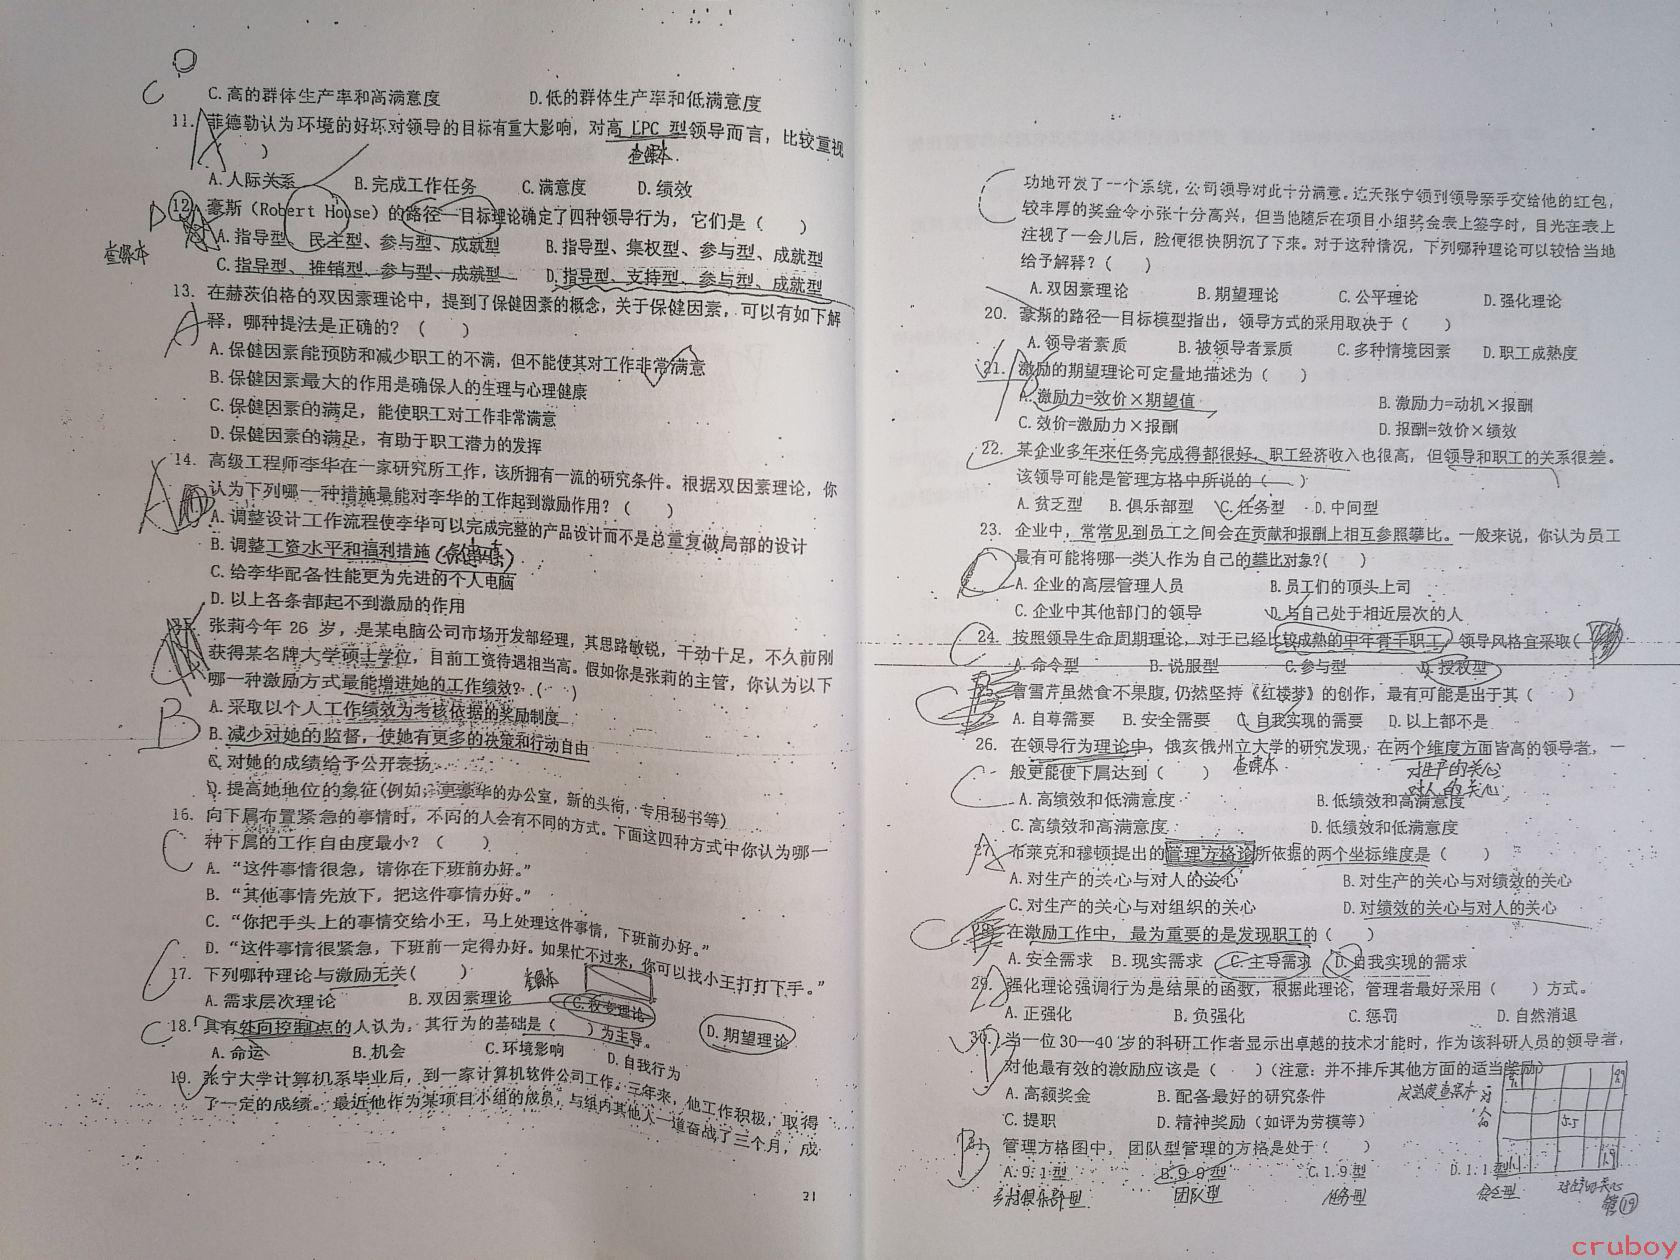 C
C.高的群体生产率和高满意度 D.低的群体生产率和低满意度
11. 菲德勒认为环境的好坏对领导的目标有重大影响，对高 LPC 型领导而言，比较重视
A )
查课本.
A.人际关系 B.完成工作任务 C.满意度 D.绩效
D 12. 豪斯（Robert House）的路径—目标理论确定了四种领导行为，它们是（ ）
A.指导型、民主型、参与型、成就型 B.指导型、集权型、参与型、成就型
查课本
C.指导型、推销型、参与型、成就型 D.指导型、支持型、参与型、成就型
13. 在赫茨伯格的双因素理论中，提到了保健因素的概念，关于保健因素，可以有如下解
A 释，哪种提法是正确的？（ ）
A.保健因素能预防和减少职工的不满，但不能使其对工作非常满意
B.保健因素最大的作用是确保人的生理与心理健康
C.保健因素的满足，能使职工对工作非常满意
D.保健因素的满足，有助于职工潜力的发挥
14. 高级工程师李华在一家研究所工作，该所拥有一流的研究条件。根据双因素理论，你
A 认为下列哪一种措施最能对李华的工作起到激励作用？（ ）
A.调整设计工作流程使李华可以完成完整的产品设计而不是总重复做局部的设计
B.调整工资水平和福利措施（保健因素）
C.给李华配备性能更为先进的个人电脑
D.以上各条都起不到激励的作用
张莉今年 26 岁，是某电脑公司市场开发部经理，其思路敏锐，干劲十足，不久前刚
获得某名牌大学硕士学位，目前工资待遇相当高。假如你是张莉的主管，你认为以下
哪一种激励方式最能增进她的工作绩效？（ ）
B A.采取以个人工作绩效为考核依据的奖励制度
B.减少对她的监督，使她有更多的决策和行动自由
C.对她的成绩给予公开表扬
D.提高她地位的象征(例如：更豪华的办公室，新的头衔，专用秘书等)
16. 向下属布置紧急的事情时，不同的人会有不同的方式。下面这四种方式中你认为哪一
C 种下属的工作自由度最小？（ ）
A.“这件事情很急，请你在下班前办好。”
B.“其他事情先放下，把这件事情办好。”
C.“你把手头上的事情交给小王，马上处理这件事情，下班前办好。”
D.“这件事情很紧急，下班前一定得办好。如果忙不过来，你可以找小王打打下手。”
C 17. 下列哪种理论与激励无关（ ） 查课本
A.需求层次理论 B.双因素理论 C.权变理论 D.期望理论
C 18. 具有外向控制点的人认为，其行为的基础是（ ）为主导。
A.命运 B.机会 C.环境影响 D.自我行为
19. 张宁大学计算机系毕业后，到一家计算机软件公司工作。三年来，他工作积极，取得
了一定的成绩。最近他作为某项目小组的成员，与组内其他人一道奋战了三个月，成
21
C 功地开发了一个系统，公司领导对此十分满意。这天张宁领到领导亲手交给他的红包，
较丰厚的奖金令小张十分高兴，但当他随后在项目小组奖金表上签字时，目光在表上
注视了一会儿后，脸便很快阴沉了下来。对于这种情况，下列哪种理论可以较恰当地
给予解释？（ ）
A.双因素理论 B.期望理论 C.公平理论 D.强化理论
20. 豪斯的路径—目标模型指出，领导方式的采用取决于（ ）
A.领导者素质 B.被领导者素质 C.多种情境因素 D.职工成熟度
21. A 激励的期望理论可定量地描述为（ ）
A.激励力=效价×期望值 B.激励力=动机×报酬
C.效价=激励力×报酬 D.报酬=效价×绩效
22. 某企业多年来任务完成得都很好，职工经济收入也很高，但领导和职工的关系很差。
C 该领导可能是管理方格中所说的（ ）
A.贫乏型 B.俱乐部型 C.任务型 D.中间型
23. 企业中，常常见到员工之间会在贡献和报酬上相互参照攀比。一般来说，你认为员工
最有可能将哪一类人作为自己的攀比对象?（ ）
D A.企业的高层管理人员 B.员工们的顶头上司
C.企业中其他部门的领导 D.与自己处于相近层次的人
24. 按照领导生命周期理论，对于已经比较成熟的中年骨干职工，领导风格宜采取（
A.命令型 B.说服型 C.参与型 D.授权型
C 25. 曹雪芹虽然食不果腹,仍然坚持《红楼梦》的创作，最有可能是出于其（ ）
A.自尊需要 B.安全需要 C.自我实现的需要 D.以上都不是
26. 在领导行为理论中，俄亥俄州立大学的研究发现，在两个维度方面皆高的领导者，一
般更能使下属达到（ ） 查课本 对生产的关心
对人的关心
C A.高绩效和低满意度 B.低绩效和高满意度
C.高绩效和高满意度 D.低绩效和低满意度
A 27. 布莱克和穆顿提出的管理方格论所依据的两个坐标维度是（ ）
A.对生产的关心与对人的关心 B.对生产的关心与对绩效的关心
C.对生产的关心与对组织的关心 D.对绩效的关心与对人的关心
C 28. 在激励工作中，最为重要的是发现职工的（ ）
A.安全需求 B.现实需求 C.主导需求 D.自我实现的需求
29. 强化理论强调行为是结果的函数，根据此理论，管理者最好采用（ ）方式。
A.正强化 B.负强化 C.惩罚 D.自然消退
30. 当一位 30—40 岁的科研工作者显示出卓越的技术才能时，作为该科研人员的领导者，
对他最有效的激励应该是（ ）（注意：并不排斥其他方面的适当奖励）
A.高额奖金 B.配备最好的研究条件 成熟度查课本
C.提职 D.精神奖励（如评为劳模等） 5-5
B 管理方格图中，团队型管理的方格是处于（ ）
A.9.1型 B.9.9型 C.1.9型 D.1.1型
乡村俱乐部型 团队型 任务型 对生产的关心
19
cruboy